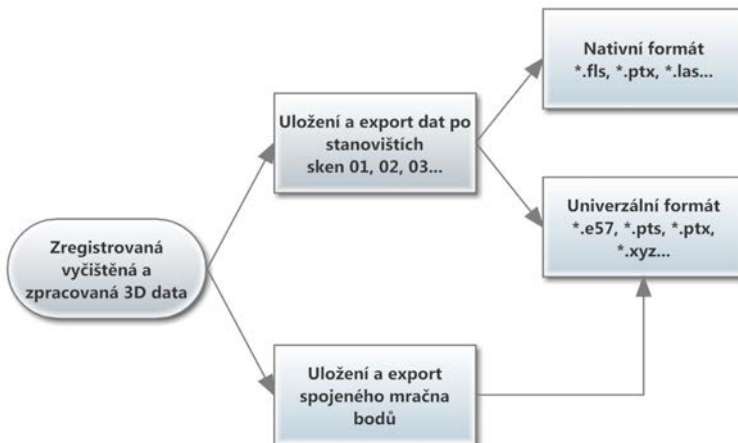 Zregistrovaná
vyčištěná a
zpracovaná 3D data
Uložení a export dat po
stanovištích
sken 01, 02, 03...
Nativní formát
*.fls, *.ptx, *.las...
Univerzální formát
*.e57, *.pts, *.ptx,
*.xyz...
Uložení a export
spojeného mračna
bodů